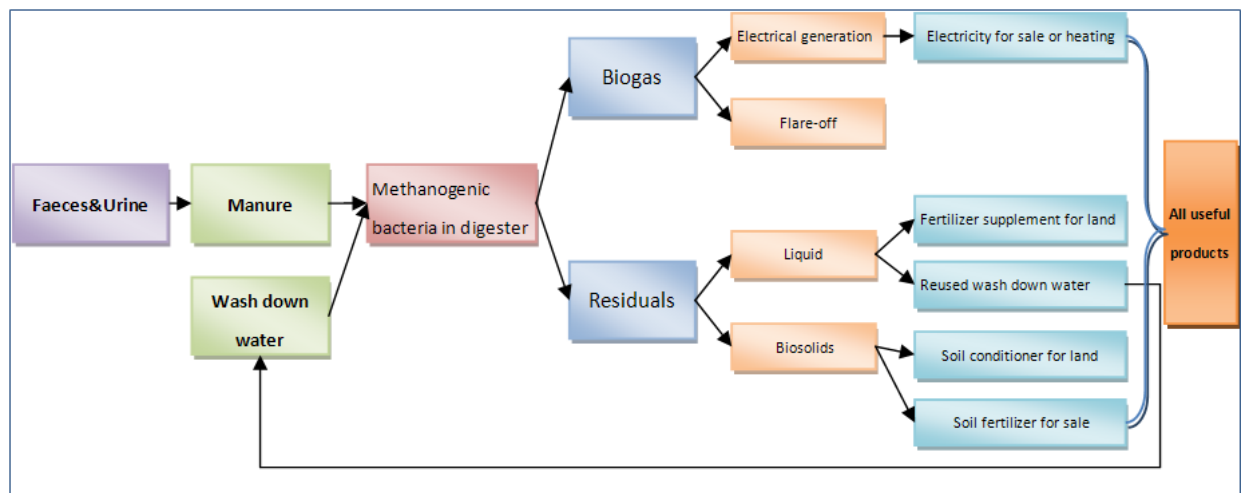 Electrical generation
Electricity for sale or heating
Biogas
Flare-off
Faeces&Urine
Manure
Methanogenic
bacteria in digester
All useful
products
Fertilizer supplement for land
Liquid
Reused wash down water
Wash down
water
Residuals
Biosolids
Soil conditioner for land
Soil fertilizer for sale